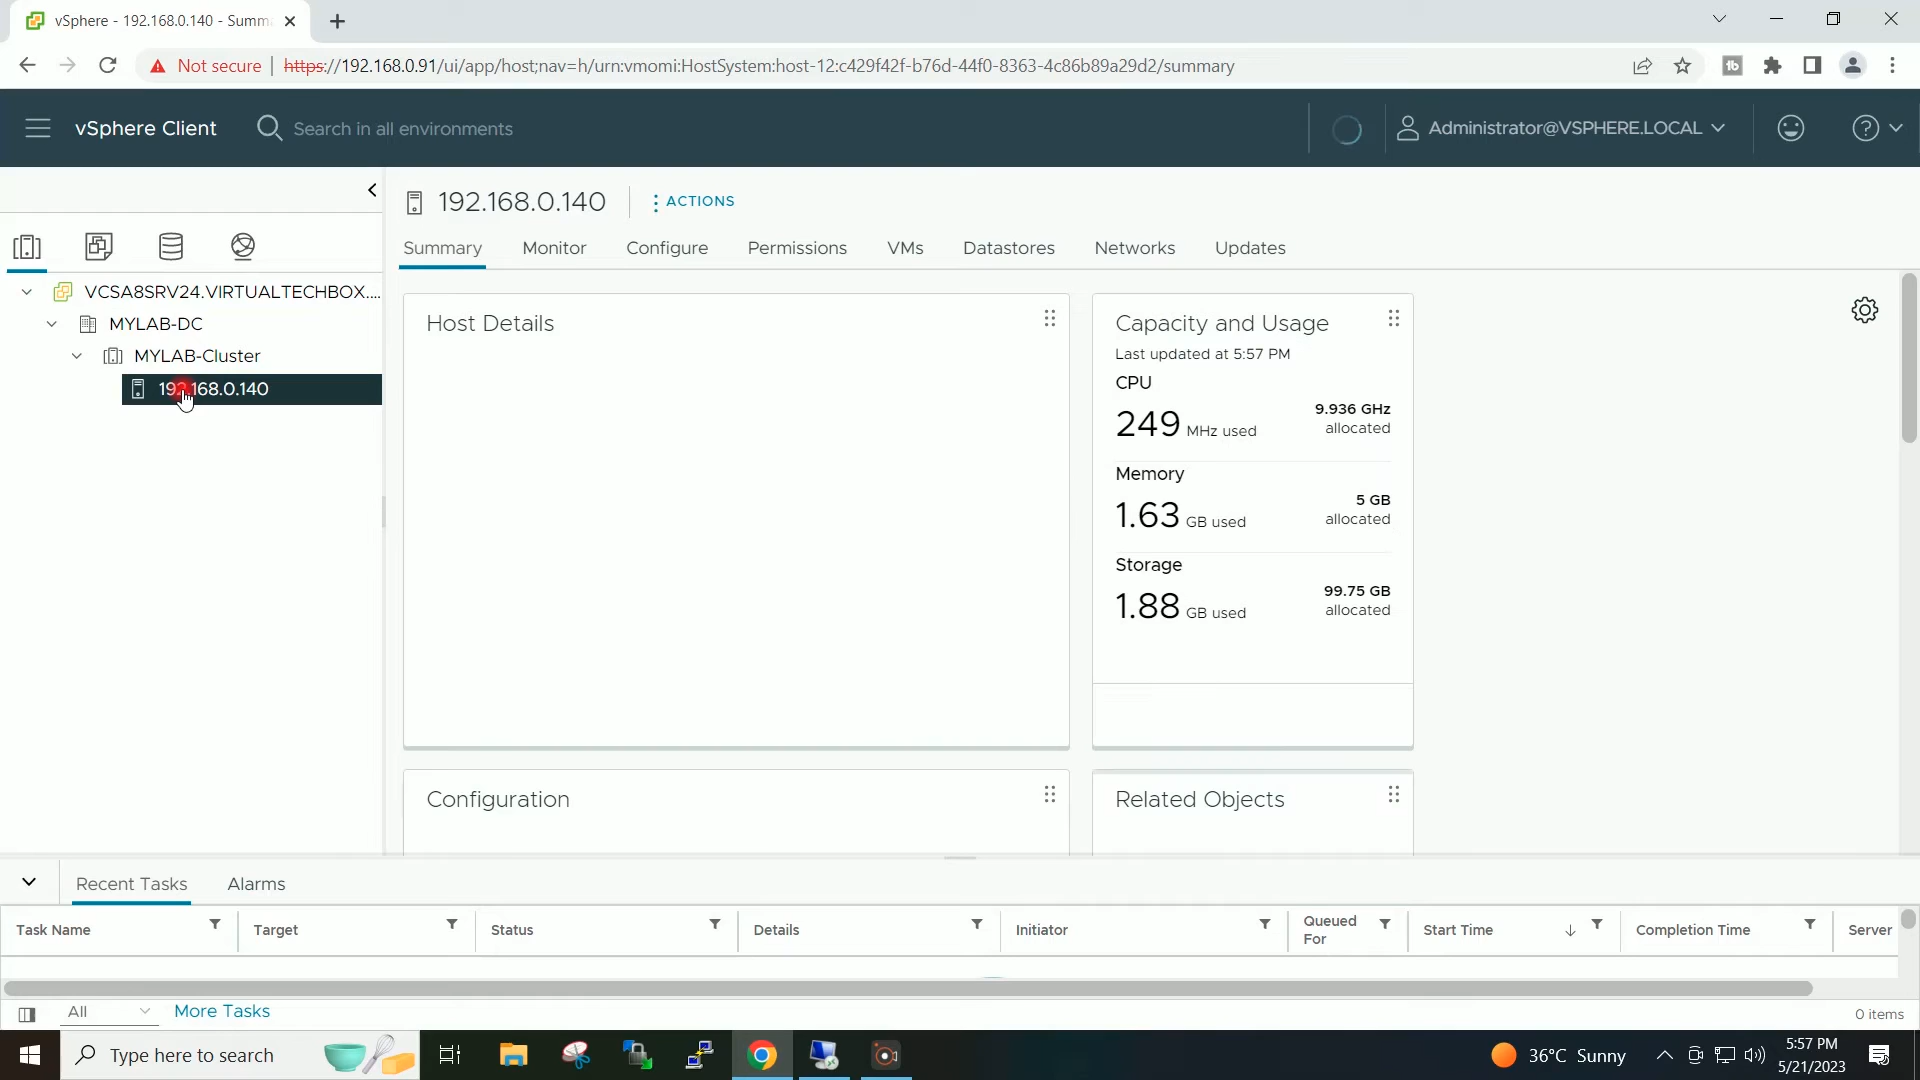 vSphere - 192.168.0.140 - Summ
Not secure | https://192.168.0.91/ui/app/host;nav=h/urn:vmomi:HostSystem:host-12:c429f42f-b76d-44f0-8363-4c86b89a29d2/summary
vSphere Client
Search in all environments
Administrator@VSPHERE.LOCAL
192.168.0.140
ACTIONS
Summary Monitor Configure Permissions VMs Datastores Networks Updates
VCSA8SRV24.VIRTUALTECHBOX....
MYLAB-DC
MYLAB-Cluster
192.168.0.140
Host Details
Capacity and Usage
Last updated at 5:57 PM
CPU
249 MHz used
9.936 GHz
allocated
Memory
1.63 GB used
5 GB
allocated
Storage
1.88 GB used
99.75 GB
allocated
Configuration
Related Objects
Recent Tasks Alarms
Task Name Target Status Details Initiator Queued For Start Time Completion Time Server
All More Tasks
0 items
Type here to search
36°C Sunny
5:57 PM
5/21/2023